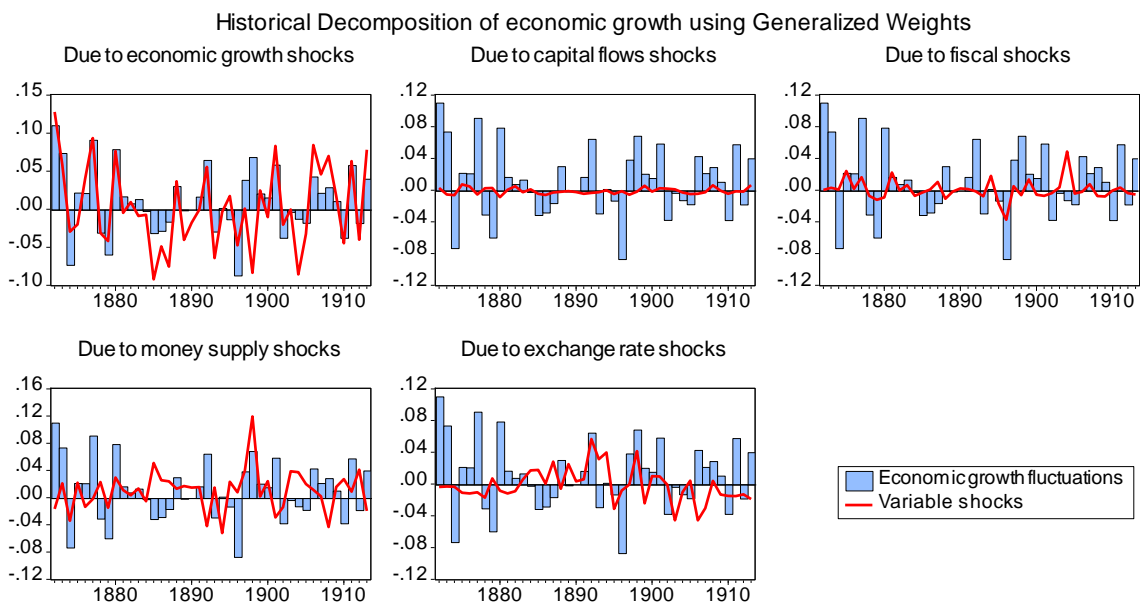 Historical Decomposition of economic growth using Generalized Weights
Due to economic growth shocks
.15
.10
.05
.00
-.05
-.10
1880 1890 1900 1910
Due to capital flows shocks
.12
.08
.04
.00
-.04
-.08
-.12
1880 1890 1900 1910
Due to fiscal shocks
.12
.08
.04
.00
-.04
-.08
-.12
1880 1890 1900 1910
Due to money supply shocks
.16
.12
.08
.04
.00
-.04
-.08
-.12
1880 1890 1900 1910
Due to exchange rate shocks
.12
.08
.04
.00
-.04
-.08
-.12
1880 1890 1900 1910
Economic growth fluctuations
Variable shocks